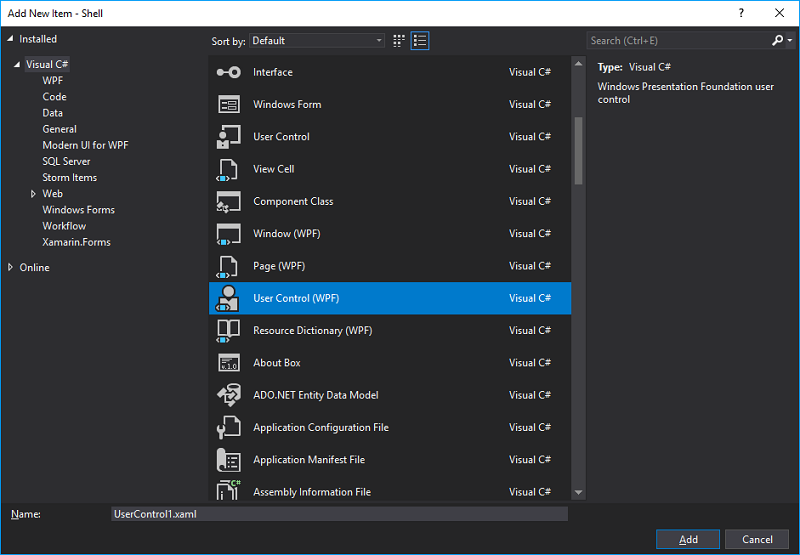 Add New Item - Shell
?
Installed
Sort by: Default
Search (Ctrl+E)
Visual C#
WPF
Code
Data
General
Modern UI for WPF
SQL Server
Storm Items
Web
Windows Forms
Workflow
Xamarin.Forms
Online
Interface Visual C#
Windows Form Visual C#
User Control Visual C#
View Cell Visual C#
Component Class Visual C#
Window (WPF) Visual C#
Page (WPF) Visual C#
User Control (WPF) Visual C#
Resource Dictionary (WPF) Visual C#
v.1.0
About Box Visual C#
ADO.NET Entity Data Model Visual C#
Application Configuration File Visual C#
Application Manifest File Visual C#
C#
Assembly Information File Visual C#
Type: Visual C#
Windows Presentation Foundation user
control
Name: UserControl1.xaml
Add Cancel